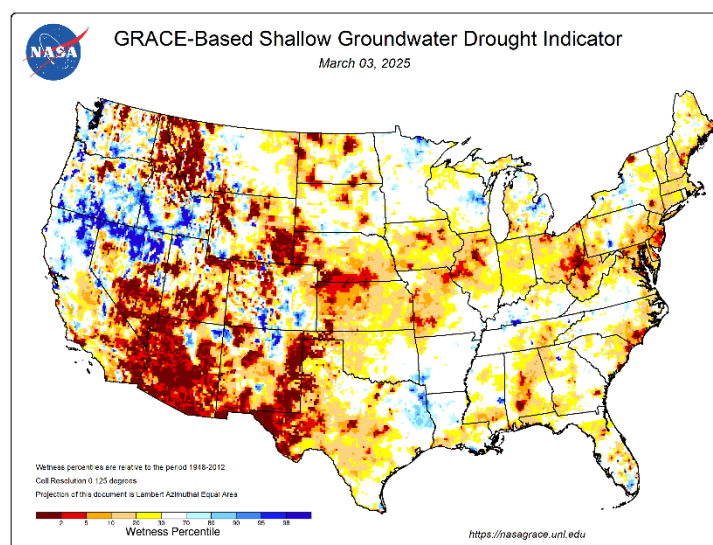 NASA
GRACE-Based Shallow Groundwater Drought Indicator
March 03, 2025
Wetness percentiles are relative to the period 1948-2012
Cell Resolution 0.125 degrees
Projection of this document is Lambert Azimuthal Equal Area
2 5 10 20 30 70 80 90 95 98
Wetness Percentile
https://nasagrace.unl.edu